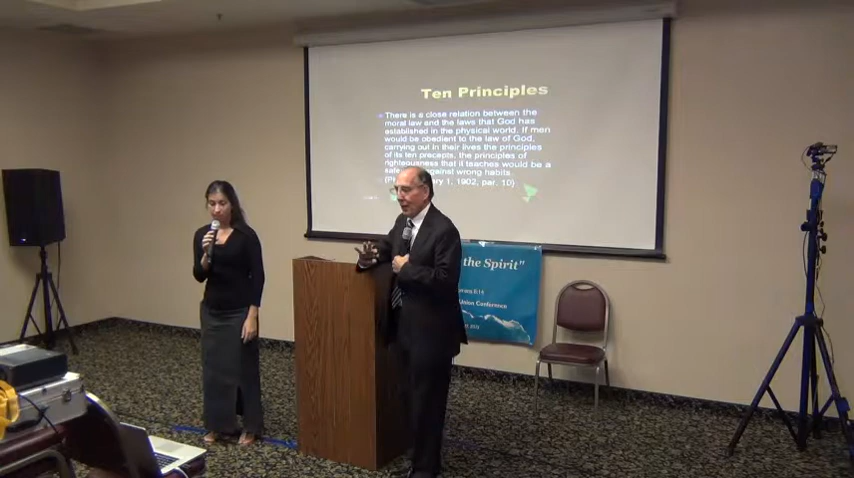 Ten Principles
There is a close relation between the
moral law and the laws that God has
established in the physical world. If men
would be obedient to the law of God,
carrying out in their lives the principles
of its ten precepts, the principles of
righteousness that it teaches would be a
against wrong habits.
1, 1902, par. 10)
the Spirit"
Union Conference